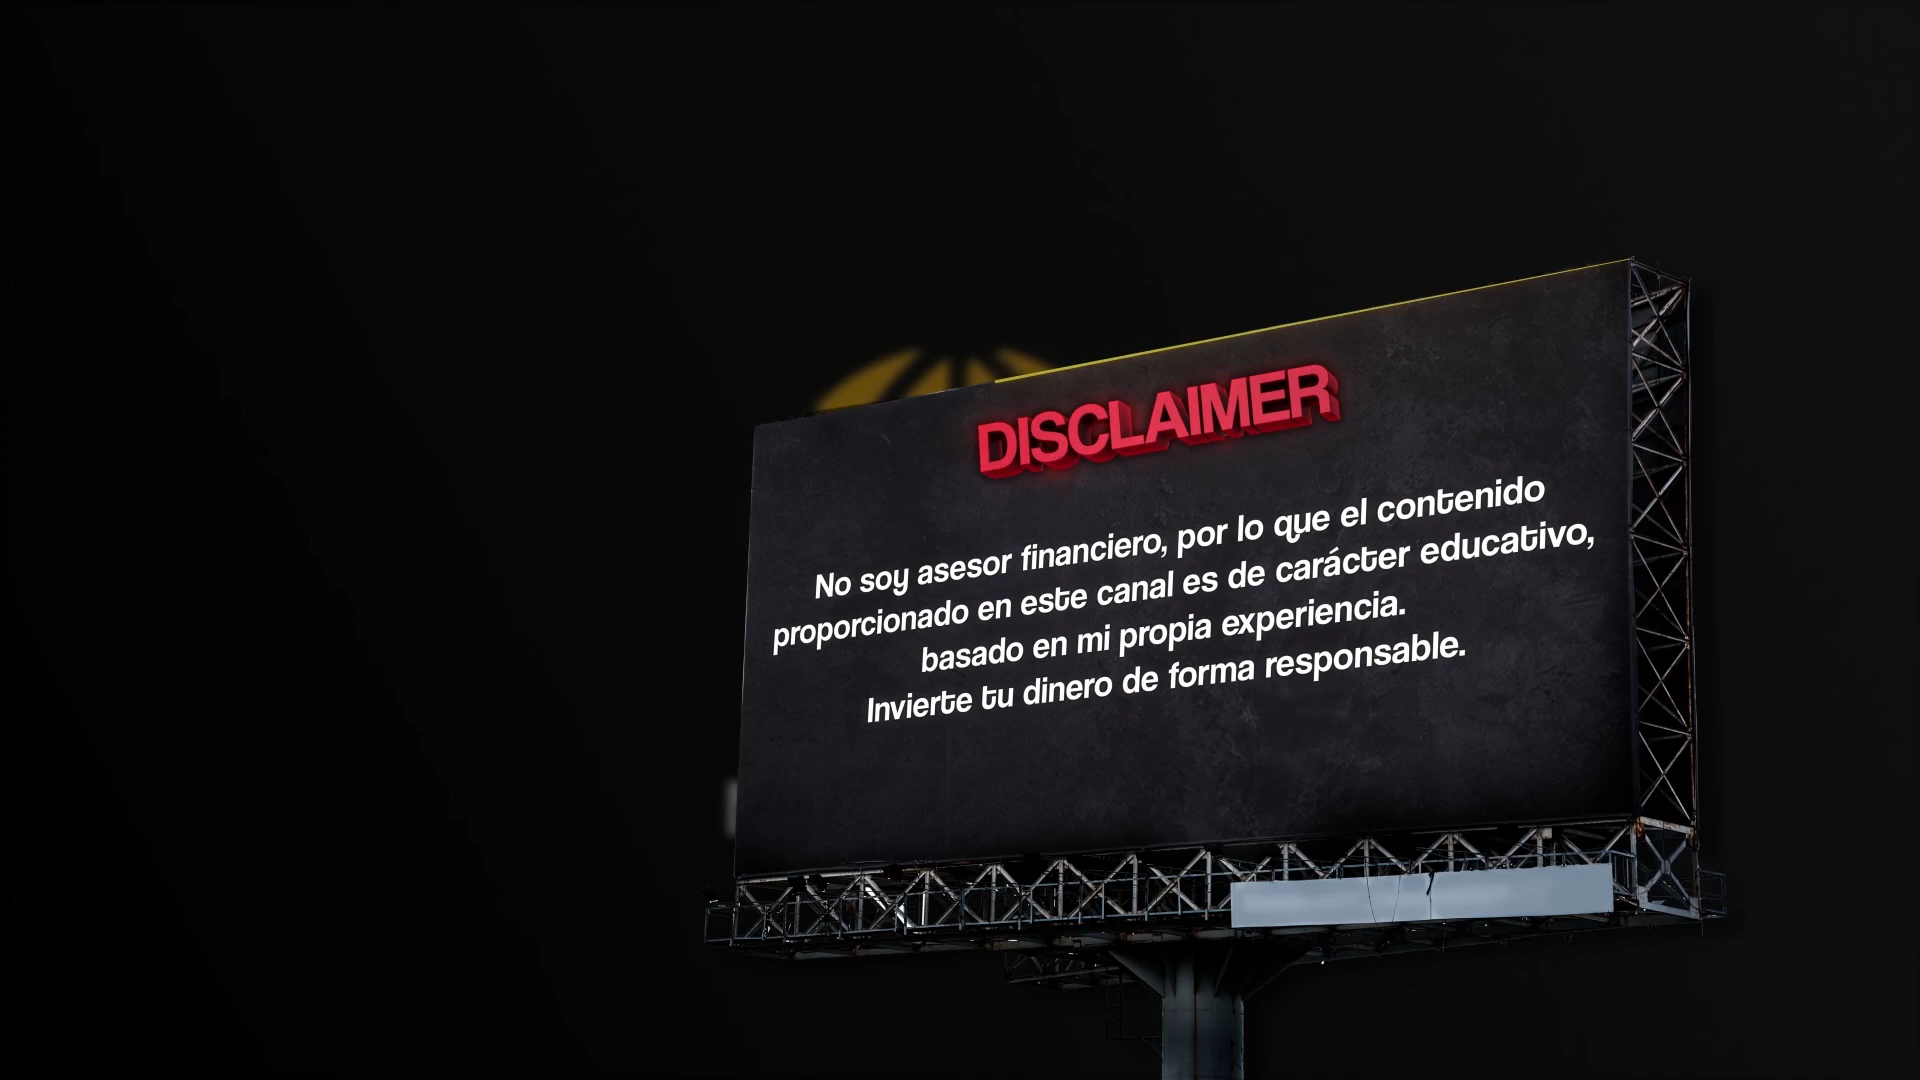 DISCLAIMER
No soy asesor financiero, por lo que el contenido
proporcionado en este canal es de carácter educativo,
basado en mi propia experiencia.
Invierte tu dinero de forma responsable.